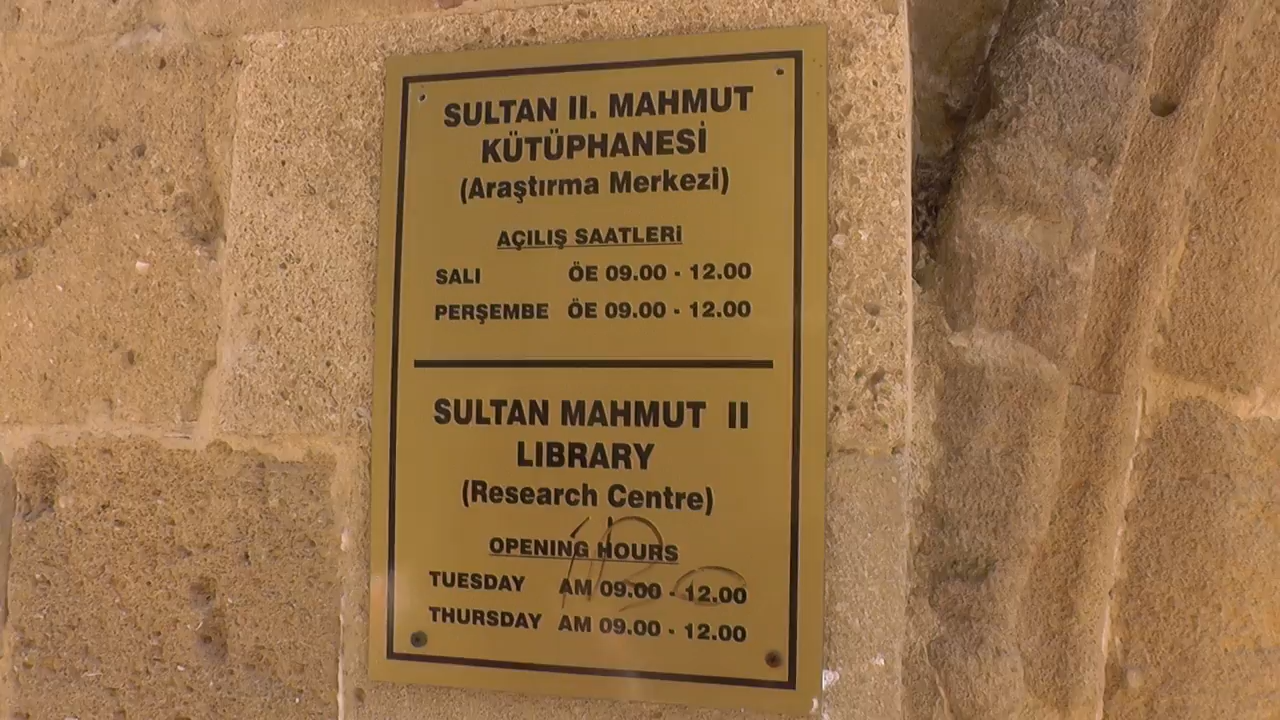 SULTAN II. MAHMUT
KÜTÜPHANESİ
(Araştırma Merkezi)
AÇILIŞ SAATLERi
SALI ÖE 09.00 - 12.00
PERŞEMBE ÖE 09.00 - 12.00
SULTAN MAHMUT II
LIBRARY
(Research Centre)
OPENING HOURS
TUESDAY AM 09.00 - 12.00
THURSDAY AM 09.00 - 12.00